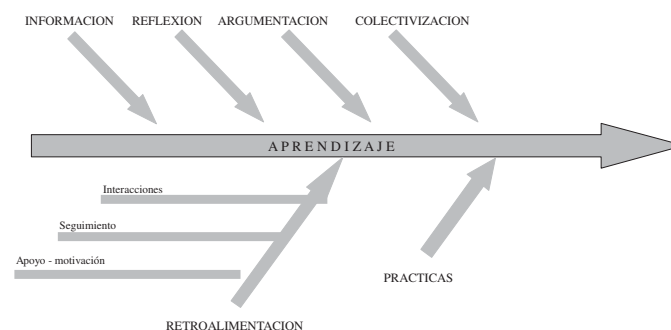 INFORMACION
REFLEXION
ARGUMENTACION
COLECTIVIZACION
APRENDIZAJE
Interacciones
Seguimiento
Apoyo - motivación
PRACTICAS
RETROALIMENTACION